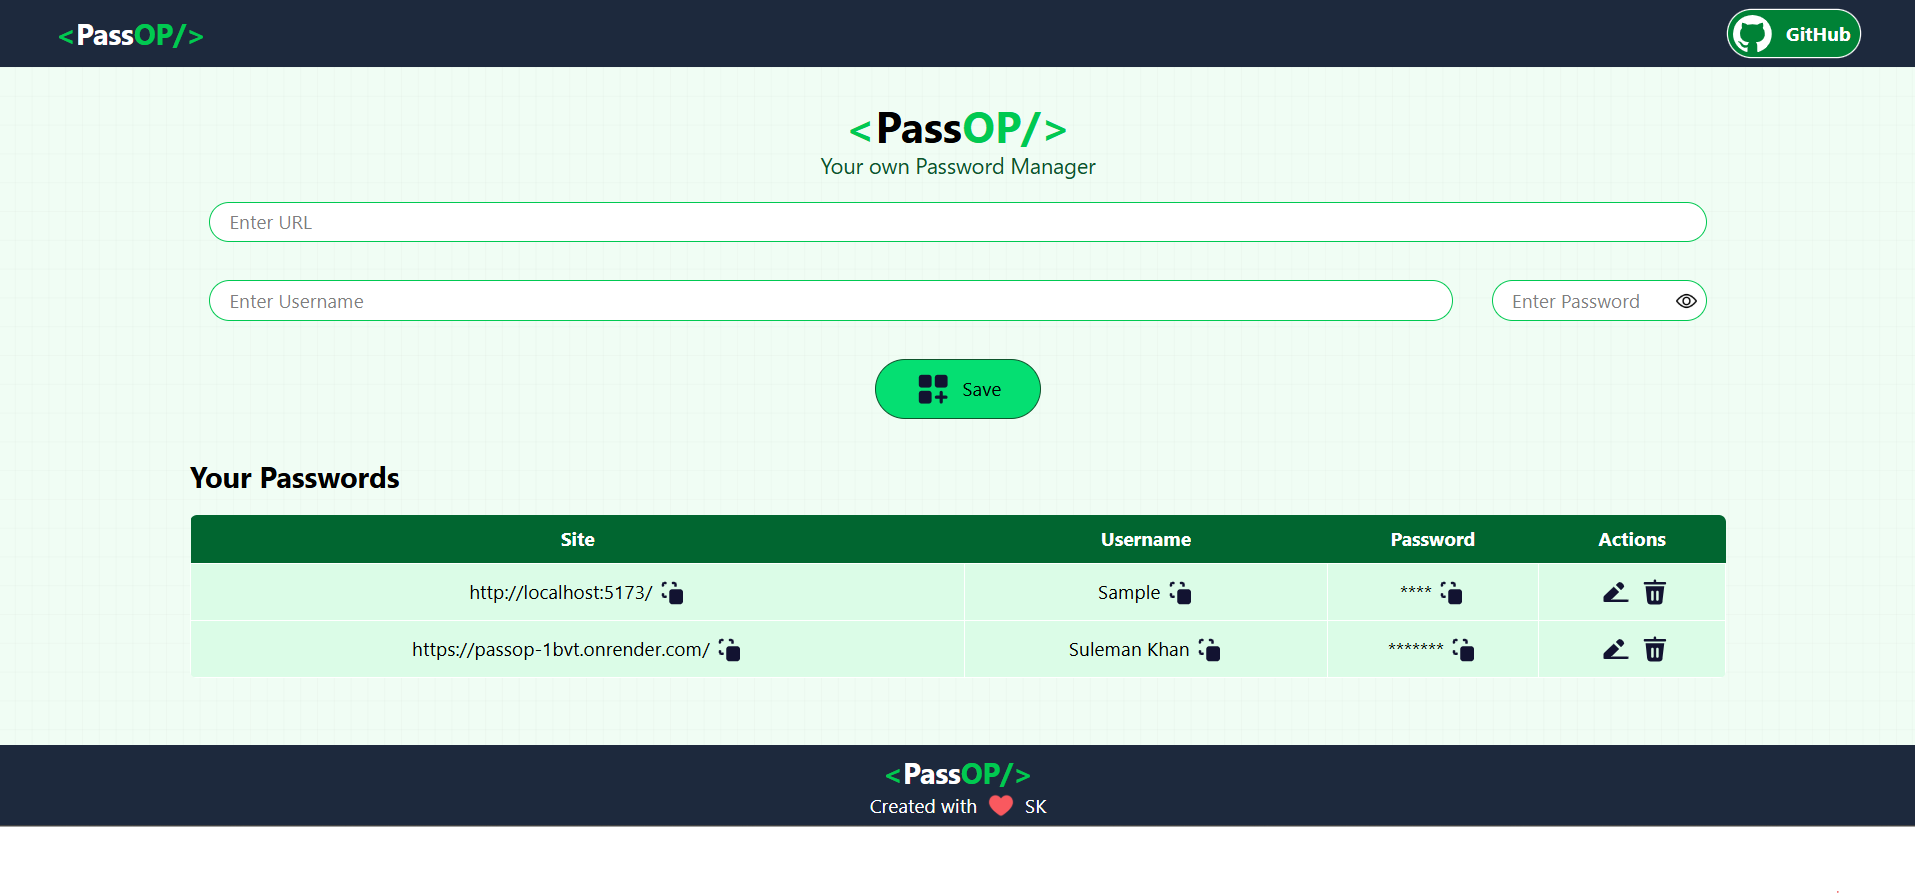 <PassOP/>
GitHub
<PassOP/>
Your own Password Manager
Enter URL
Enter Username
Enter Password
Save
Your Passwords
Site Username Password Actions
http://localhost:5173/ Sample ****
https://passop-1bvt.onrender.com/ Suleman Khan *******
<PassOP/>
Created with SK